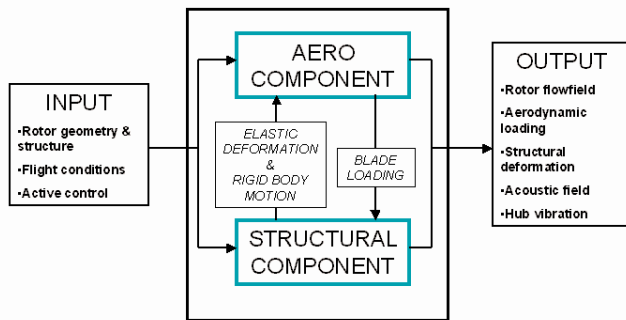 INPUT
•Rotor geometry &
structure
•Flight conditions
•Active control
AERO
COMPONENT
ELASTIC
DEFORMATION
&
RIGID BODY
MOTION
BLADE
LOADING
STRUCTURAL
COMPONENT
OUTPUT
•Rotor flowfield
•Aerodynamic
loading
•Structural
deformation
•Acoustic field
•Hub vibration